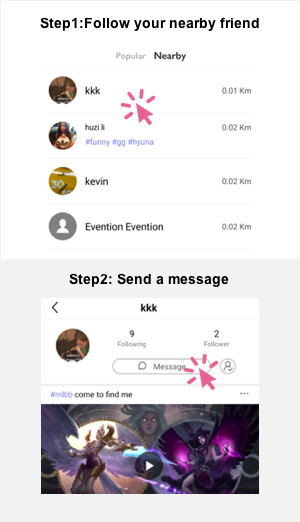 Step1:Follow your nearby friend
Popular Nearby
kkk 0.01 Km
huzi li 0.02 Km
#funny #gg #hyuna
kevin 0.02 Km
Evention Evention 0.02 Km
Step2: Send a message
kkk
9 2
Following Follower
Message
#mlbb come to find me